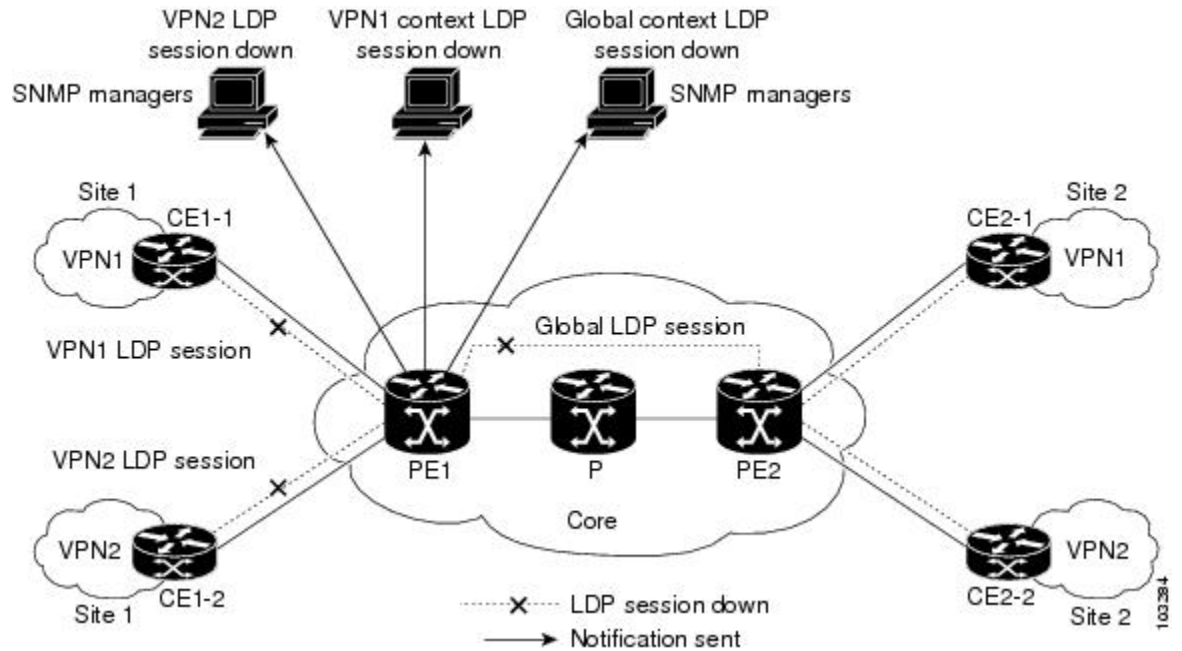 VPN2 LDP
session down
VPN1 context LDP
session down
Global context LDP
session down
SNMP managers
SNMP managers
Site 1
CE1-1
VPN1
VPN1 LDP session
Site 2
CE2-1
VPN1
Global LDP session
VPN2 LDP session
PE1
P
PE2
Core
VPN2
CE1-2
Site 1
VPN2
CE2-2
Site 2
LDP session down
Notification sent
103284